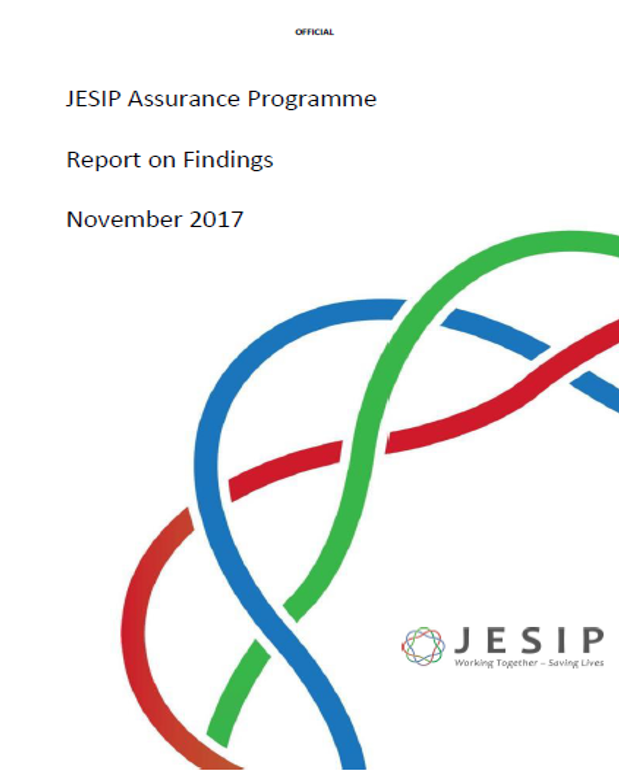 OFFICIAL
JESIP Assurance Programme
Report on Findings
November 2017
JESIP
Working Together – Saving Lives